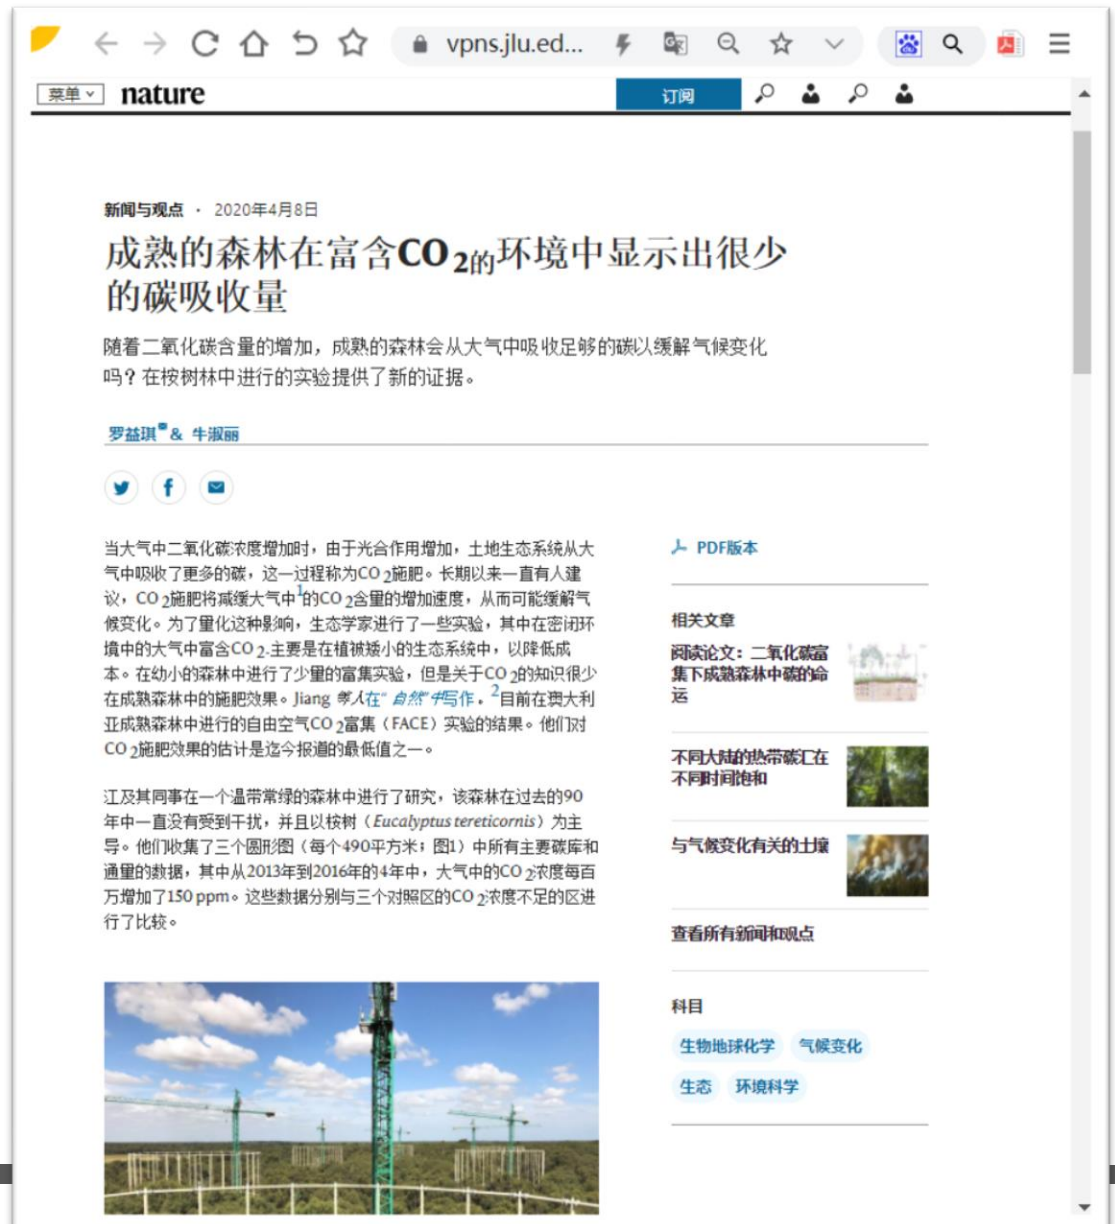 vpns.jlu.ed...
菜单 nature 订阅
新闻与观点 · 2020年4月8日
成熟的森林在富含CO 2的环境中显示出很少
的碳吸收量
随着二氧化碳含量的增加，成熟的森林会从大气中吸收足够的碳以缓解气候变化
吗？在桉树林中进行的实验提供了新的证据。
罗益琪 & 牛淑丽
当大气中二氧化碳浓度增加时，由于光合作用增加，土地生态系统从大
气中吸收了更多的碳，这一过程称为CO 2施肥。长期以来一直有人建
议，CO 2施肥将减缓大气中1的CO 2含量的增加速度，从而可能缓解气
候变化。为了量化这种影响，生态学家进行了一些实验，其中在密闭环
境中的大气中富含CO 2.主要是在植被矮小的生态系统中，以降低成
本。在幼小的森林中进行了少量的富集实验，但是关于CO 2的知识很少
在成熟森林中的施肥效果。Jiang 等人在“ 自然”中写作。2目前在澳大利
亚成熟森林中进行的自由空气CO 2富集（FACE）实验的结果。他们对
CO 2施肥效果的估计是迄今报道的最低值之一。
江及其同事在一个温带常绿的森林中进行了研究，该森林在过去的90
年中一直没有受到干扰，并且以桉树（Eucalyptus tereticornis）为主
导。他们收集了三个圆形图（每个490平方米；图1）中所有主要碳库和
通量的数据，其中从2013年到2016年的4年中，大气中的CO 2浓度每百
万增加了150 ppm。这些数据分别与三个对照区的CO 2浓度不足的区进
行了比较。
PDF版本
相关文章
阅读论文：二氧化碳富
集下成熟森林中碳的命
运
不同大陆的热带碳汇在
不同时间饱和
与气候变化有关的土壤
查看所有新闻和观点
科目
生物地球化学 气候变化
生态 环境科学